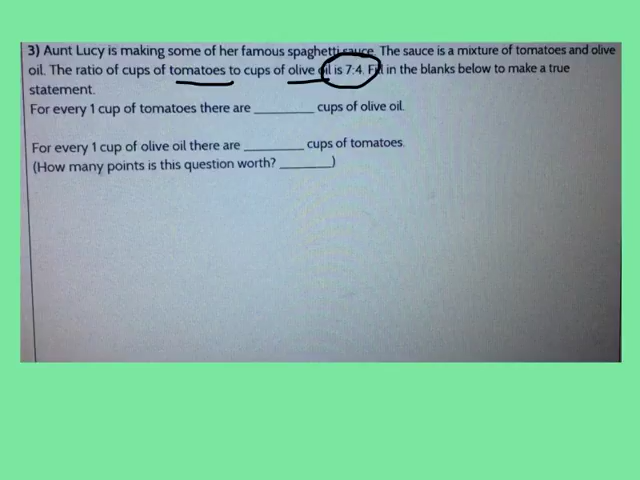 3) Aunt Lucy is making some of her famous spaghetti sauce. The sauce is a mixture of tomatoes and olive
oil. The ratio of cups of tomatoes to cups of olive oil is 7:4. Fill in the blanks below to make a true
statement.
For every 1 cup of tomatoes there are ________ cups of olive oil.
For every 1 cup of olive oil there are ________ cups of tomatoes.
(How many points is this question worth? _______)